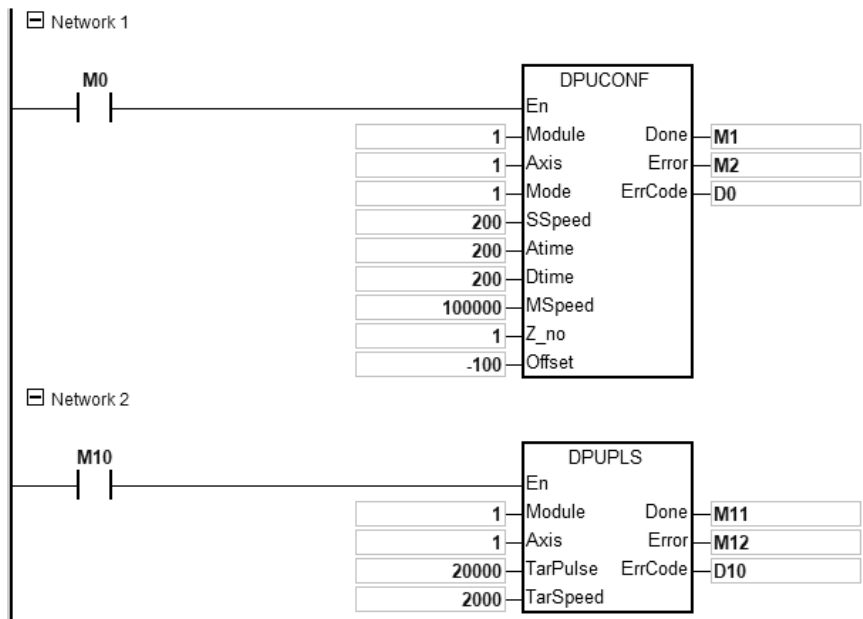 Network 1
M0
DPUCONF
En
1 Module Done M1
1 Axis Error M2
1 Mode ErrCode D0
200 SSpeed
200 Atime
200 Dtime
100000 MSpeed
1 Z_no
-100 Offset
Network 2
M10
DPUPLS
En
1 Module Done M11
1 Axis Error M12
20000 TarPulse ErrCode D10
2000 TarSpeed